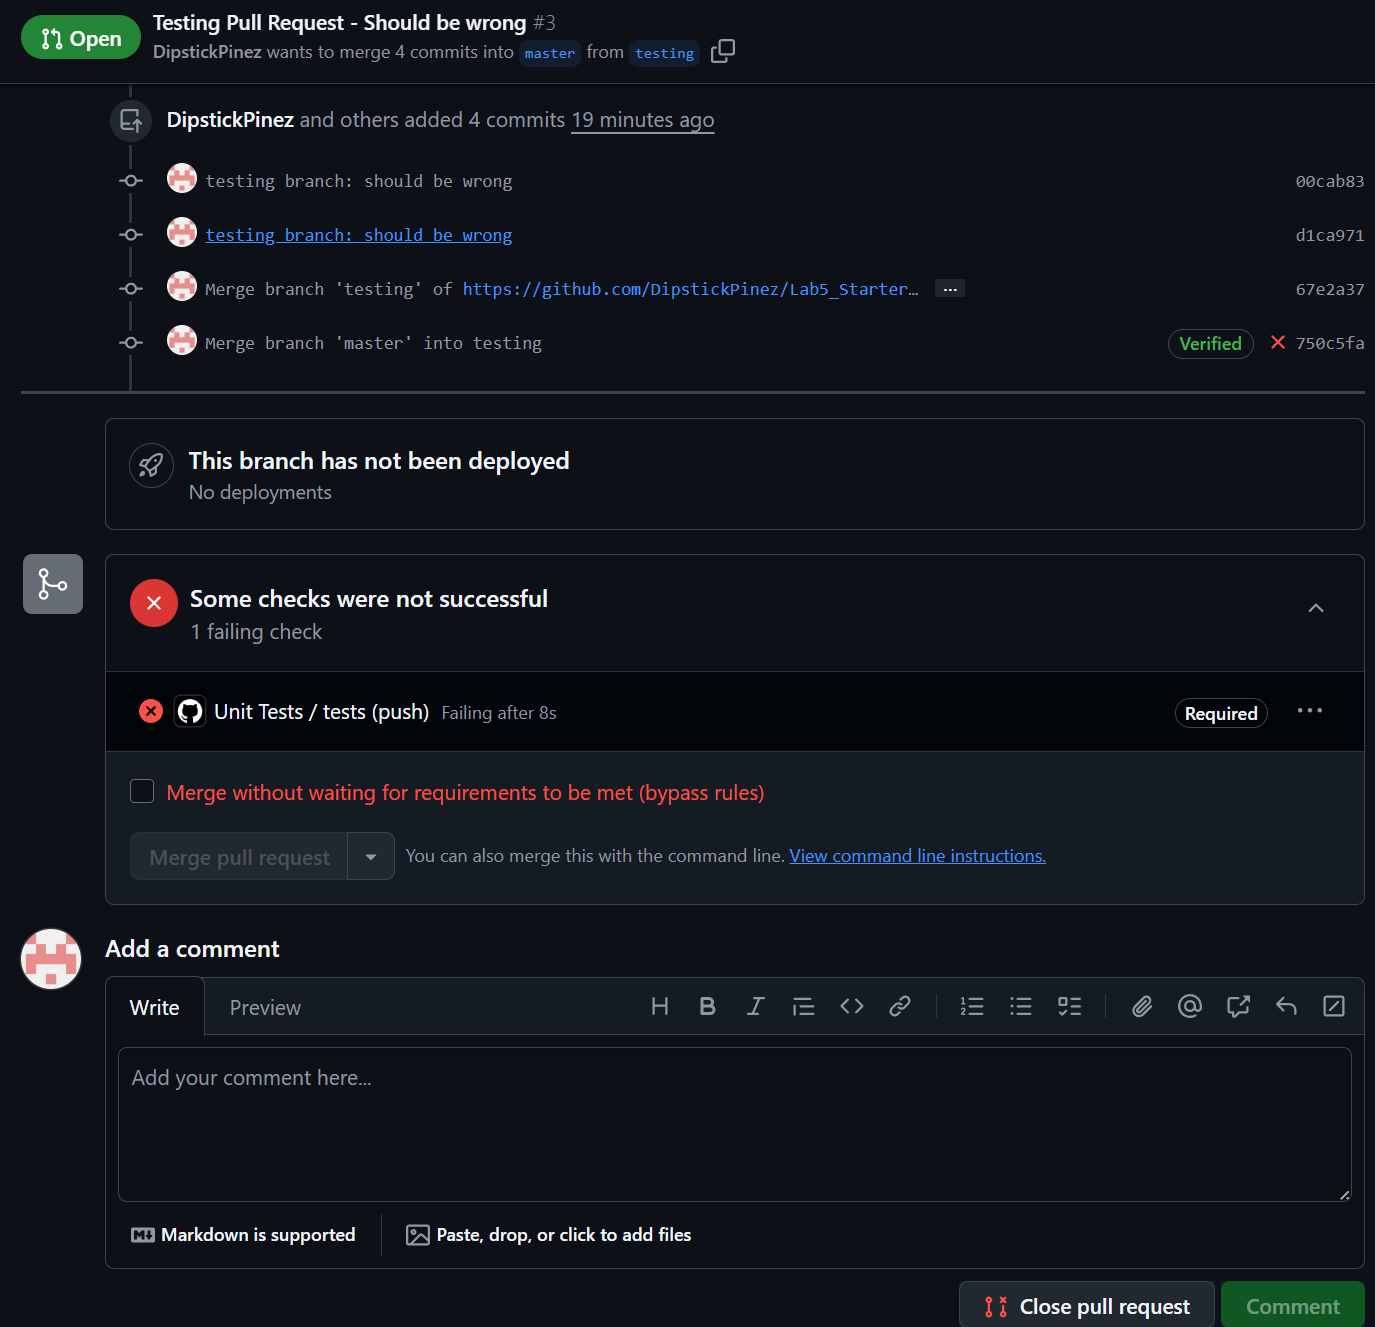 Open
Testing Pull Request - Should be wrong #3
DipstickPinez wants to merge 4 commits into master from testing
DipstickPinez and others added 4 commits 19 minutes ago
testing branch: should be wrong 00cab83
testing branch: should be wrong d1ca971
Merge branch 'testing' of https://github.com/DipstickPinez/Lab5_Starter… … 67e2a37
Merge branch 'master' into testing Verified 750c5fa
This branch has not been deployed
No deployments
Some checks were not successful
1 failing check
Unit Tests / tests (push) Failing after 8s Required
Merge without waiting for requirements to be met (bypass rules)
Merge pull request You can also merge this with the command line. View command line instructions.
Add a comment
Write Preview
Add your comment here...
Markdown is supported Paste, drop, or click to add files
Close pull request Comment